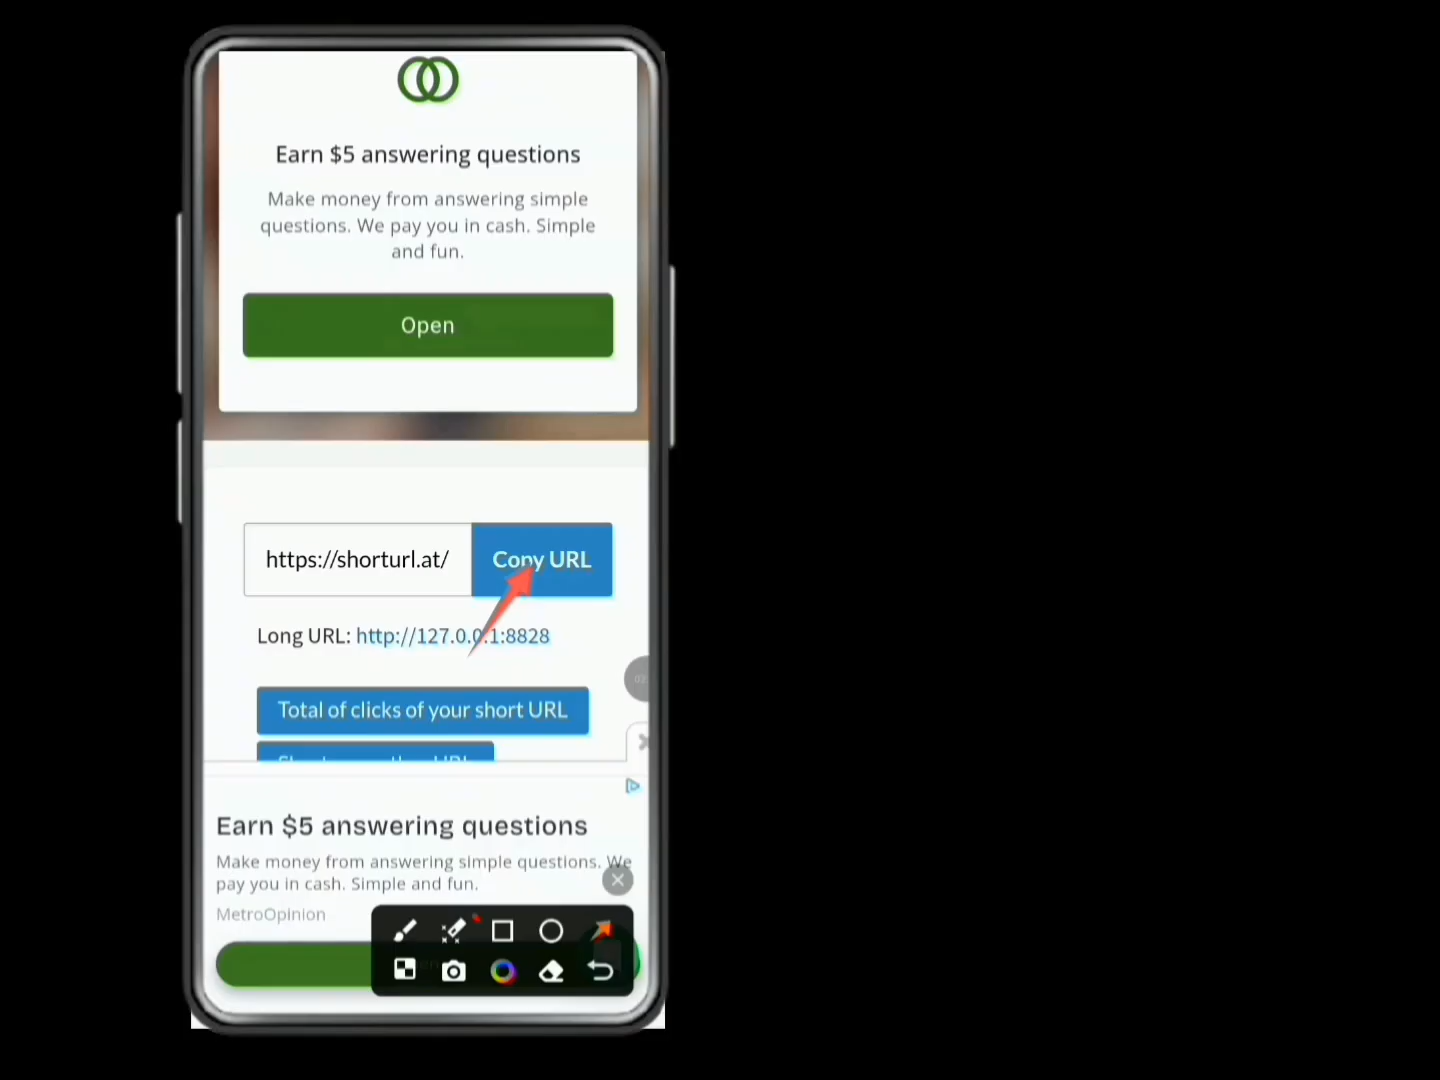 Earn $5 answering questions
Make money from answering simple
questions. We pay you in cash. Simple
and fun.
Open
https://shorturl.at/
Copy URL
Long URL: http://127.0.0.1:8828
Total of clicks of your short URL
Earn $5 answering questions
Make money from answering simple questions. We
pay you in cash. Simple and fun.
MetroOpinion